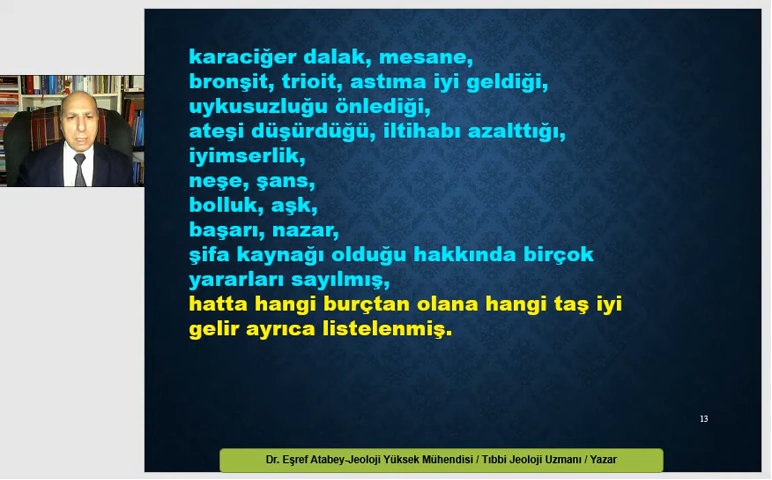 karaciğer dalak, mesane,
bronşit, trioit, astıma iyi geldiği,
uykusuzluğu önlediği,
ateşi düşürdüğü, iltihabı azalttığı,
iyimserlik,
neşe, şans,
bolluk, aşk,
başarı, nazar,
şifa kaynağı olduğu hakkında birçok
yararları sayılmış,
hatta hangi burçtan olana hangi taş iyi
gelir ayrıca listelenmiş.
13
Dr. Eşref Atabey-Jeoloji Yüksek Mühendisi / Tıbbi Jeoloji Uzmanı / Yazar